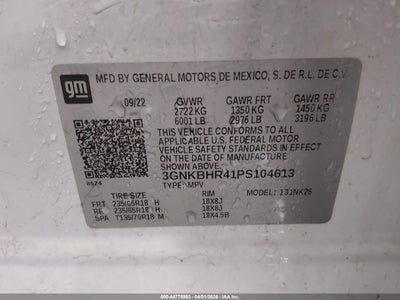 gm
MFD BY GENERAL MOTORS DE MEXICO, S. DE R.L. DE C.V.
09/22 GVWR GAWR FRT GAWR RR
2722 KG 1350 KG 1450 KG
6001 LB 2976 LB 3196 LB
THIS VEHICLE CONFORMS TO ALL APPLICABLE
U.S. FEDERAL MOTOR VEHICLE SAFETY
STANDARDS IN EFFECT ON THE
DATE OF MANUFACTURE
SHOWN ABOVE.
3GNKBHR41PS104613
TYPE: MPV MODEL: 1
TIRE SIZE RIM
FRT 235/65R18 H 18X8J
RE 235/65R18 H 18X8J
SPA T135/70R18 M 18X4.5B